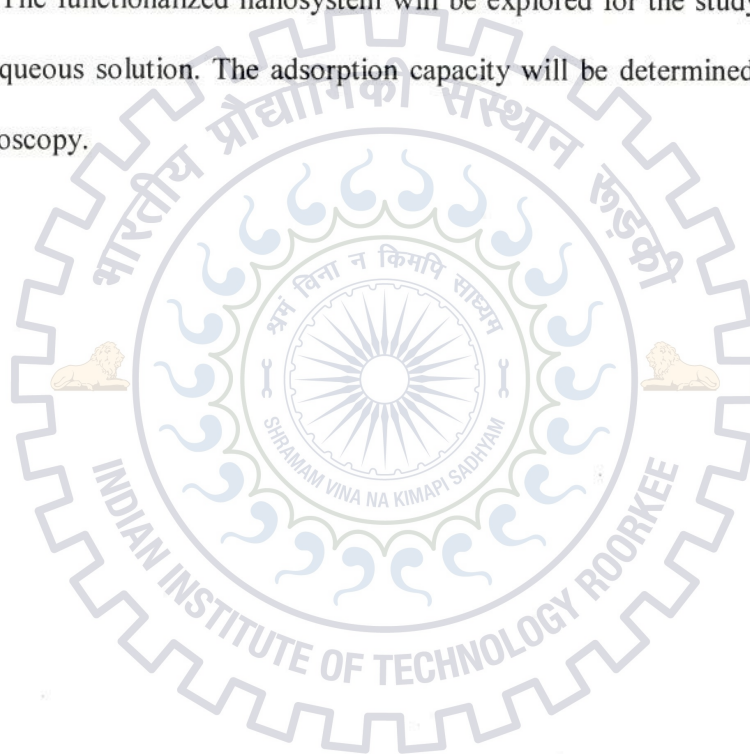 The functionalized nanosystem will be explored for the study
queous solution. The adsorption capacity will be determined
oscopy.
भारतीय प्रौद्योगिकी संस्थान रूड़की
श्रमं विना न किमपि साध्यम्
SHRAMAM VINA NA KIMAPI SADHYAM
INDIAN INSTITUTE OF TECHNOLOGY ROORKEE